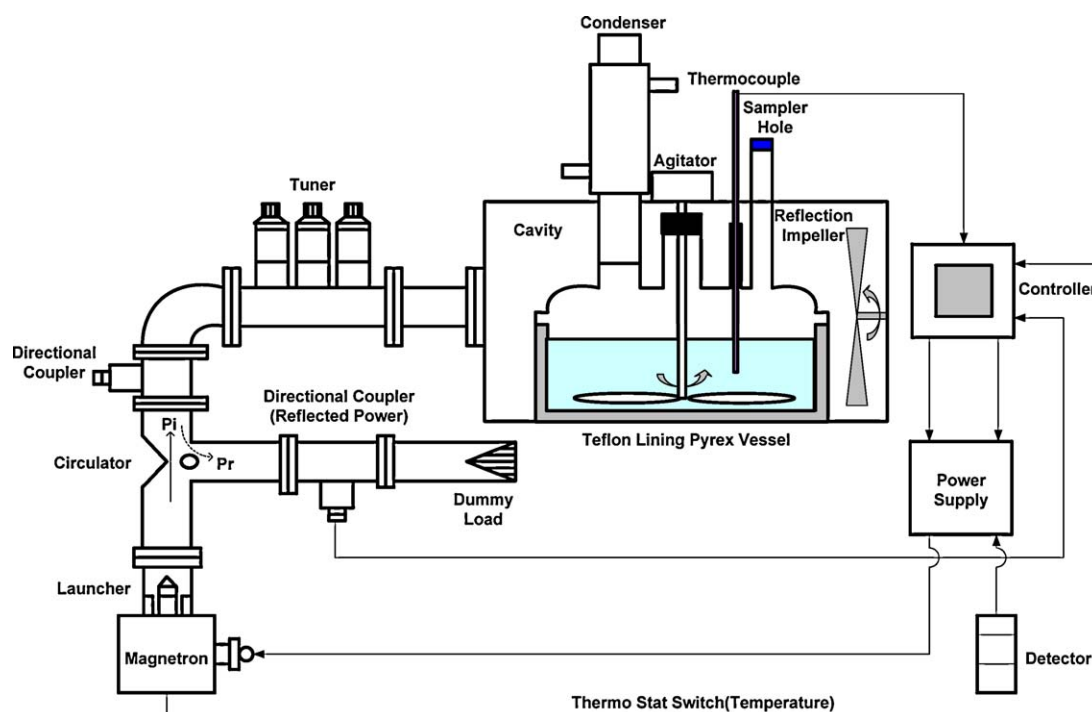 Condenser
Thermocouple
Sampler
Hole
Agitator
Tuner
Cavity
Reflection
Impeller
Controller
Directional
Coupler
Directional Coupler
(Reflected Power)
Teflon Lining Pyrex Vessel
Pi
Pr
Circulator
Dummy
Load
Power
Supply
Launcher
Magnetron
Detector
Thermo Stat Switch(Temperature)